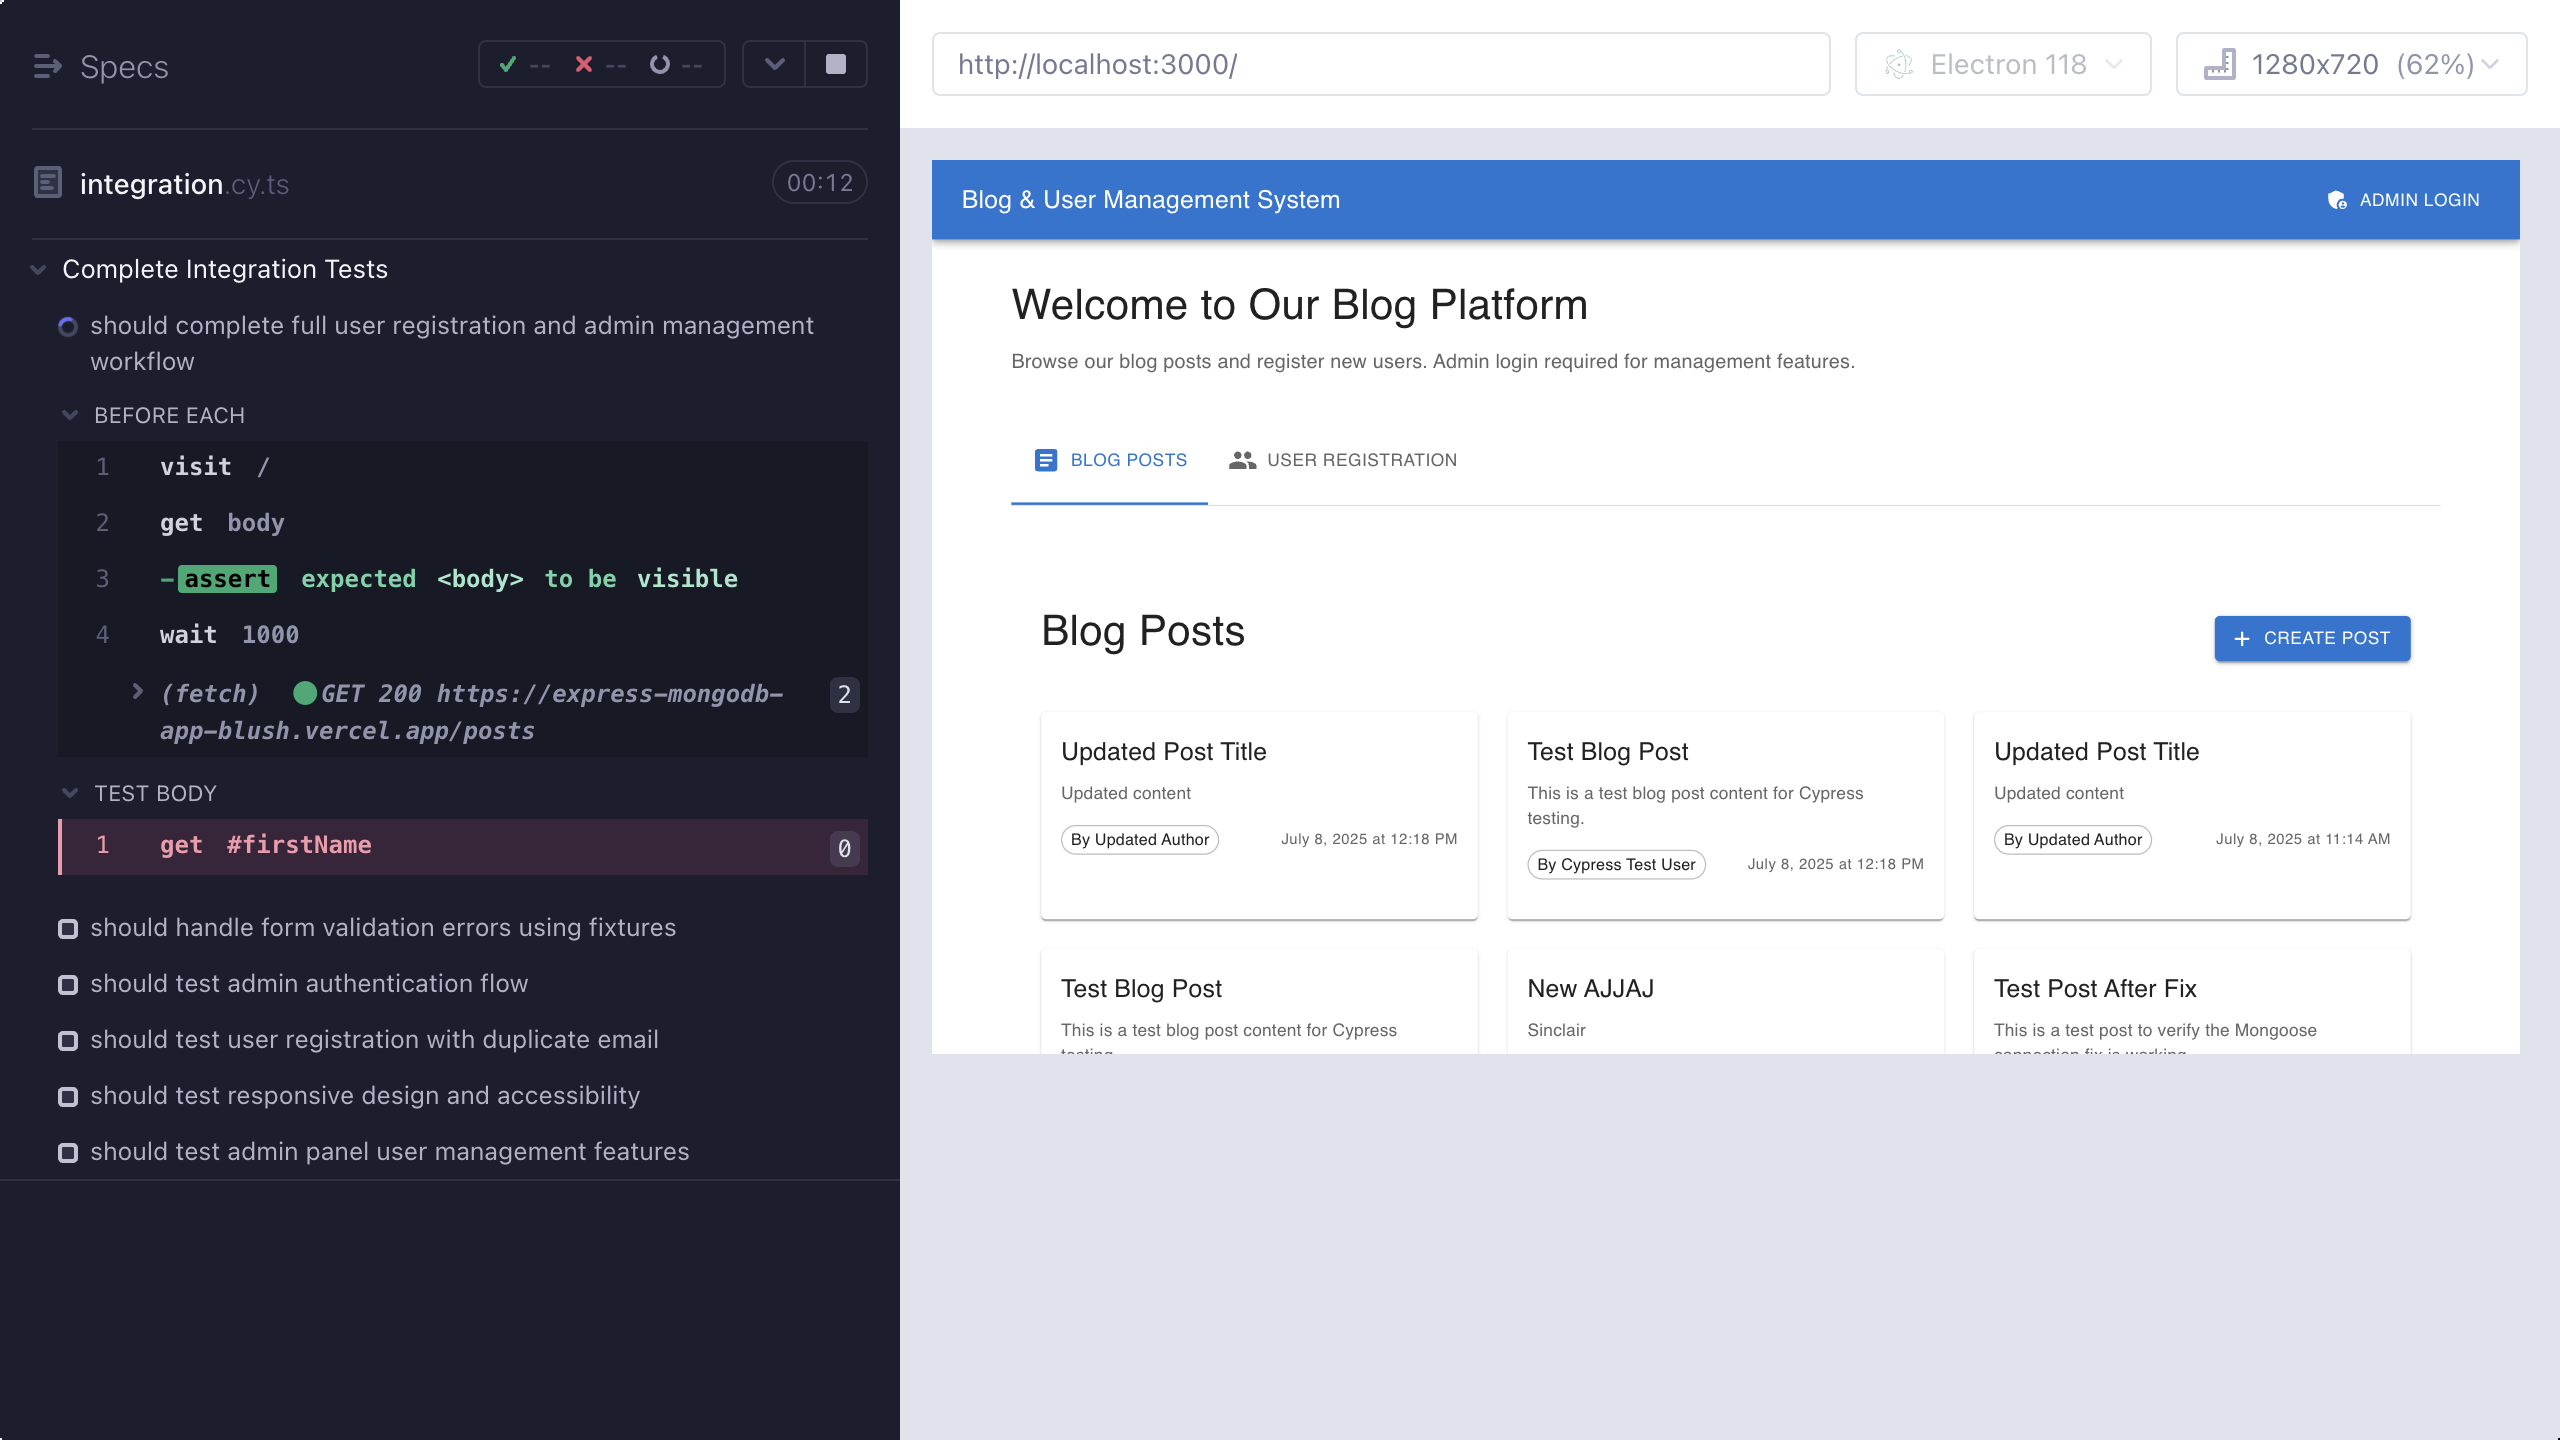 Specs
-- -- --
integration.cy.ts 00:12
Complete Integration Tests
should complete full user registration and admin management
workflow
BEFORE EACH
1 visit /
2 get body
3 -assert expected <body> to be visible
4 wait 1000
(fetch) GET 200 https://express-mongodb- 2
app-blush.vercel.app/posts
TEST BODY
1 get #firstName 0
should handle form validation errors using fixtures
should test admin authentication flow
should test user registration with duplicate email
should test responsive design and accessibility
should test admin panel user management features
http://localhost:3000/
Electron 118
1280x720 (62%)
Blog & User Management System
ADMIN LOGIN
Welcome to Our Blog Platform
Browse our blog posts and register new users. Admin login required for management features.
BLOG POSTS USER REGISTRATION
Blog Posts
+ CREATE POST
Updated Post Title
Updated content
By Updated Author July 8, 2025 at 12:18 PM
Test Blog Post
This is a test blog post content for Cypress
testing.
By Cypress Test User July 8, 2025 at 12:18 PM
Updated Post Title
Updated content
By Updated Author July 8, 2025 at 11:14 AM
Test Blog Post
This is a test blog post content for Cypress
testing
New AJJAJ
Sinclair
Test Post After Fix
This is a test post to verify the Mongoose
connection fix is working